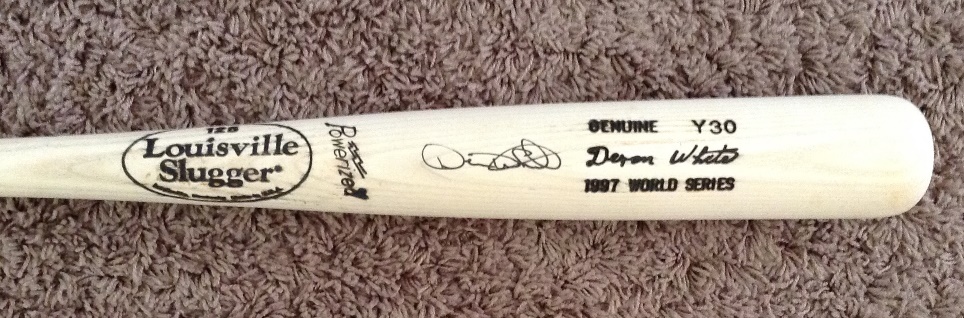 125
Louisville
Slugger
Powerized
GENUINE Y30
Devon White
1997 WORLD SERIES